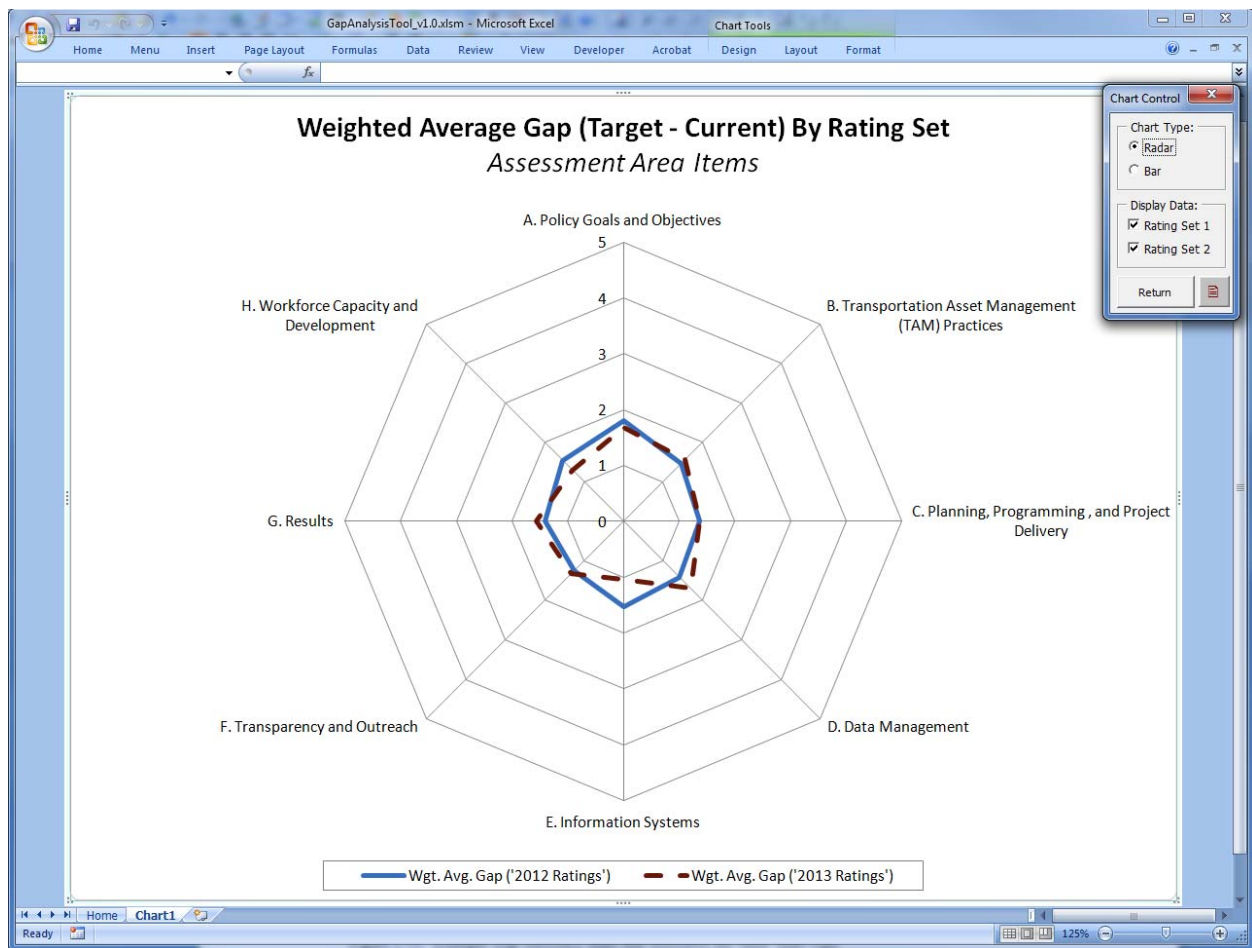 GapAnalysisTool_v1.0.xlsm - Microsoft Excel
Chart Tools
Home Menu Insert Page Layout Formulas Data Review View Developer Acrobat Design Layout Format
fx
Weighted Average Gap (Target - Current) By Rating Set
Assessment Area Items
Chart Control
Chart Type:
Radar
Bar
Display Data:
Rating Set 1
Rating Set 2
Return
A. Policy Goals and Objectives
5
4
3
2
1
0
B. Transportation Asset Management
(TAM) Practices
C. Planning, Programming , and Project
Delivery
D. Data Management
E. Information Systems
F. Transparency and Outreach
G. Results
H. Workforce Capacity and
Development
Wgt. Avg. Gap ('2012 Ratings') Wgt. Avg. Gap ('2013 Ratings')
Home Chart1
Ready 125%